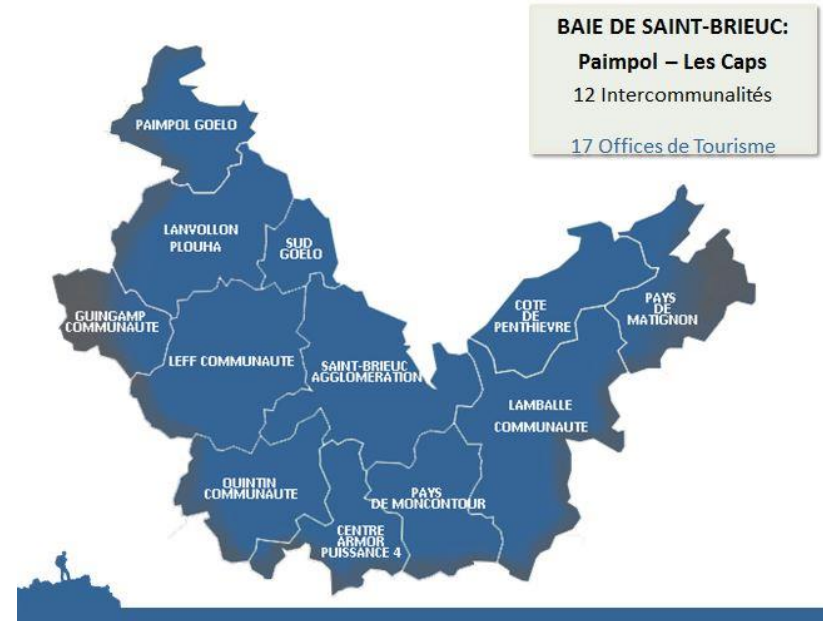 BAIE DE SAINT-BRIEUC:
Paimpol – Les Caps
12 Intercommunalités
17 Offices de Tourisme
PAIMPOL GOELO
LANVOLLON
PLOUHA
SUD
GOELO
GUINGAMP
COMMUNAUTE
LEFF COMMUNAUTE
SAINT-BRIEUC
AGGLOMERATION
COTE
DE
PENTHIEVRE
PAYS
DE
MATIGNON
LAMBALLE
COMMUNAUTE
QUINTIN
COMMUNAUTE
PAYS
DE MONCONTOUR
CENTRE
ARMOR
PUISSANCE 4